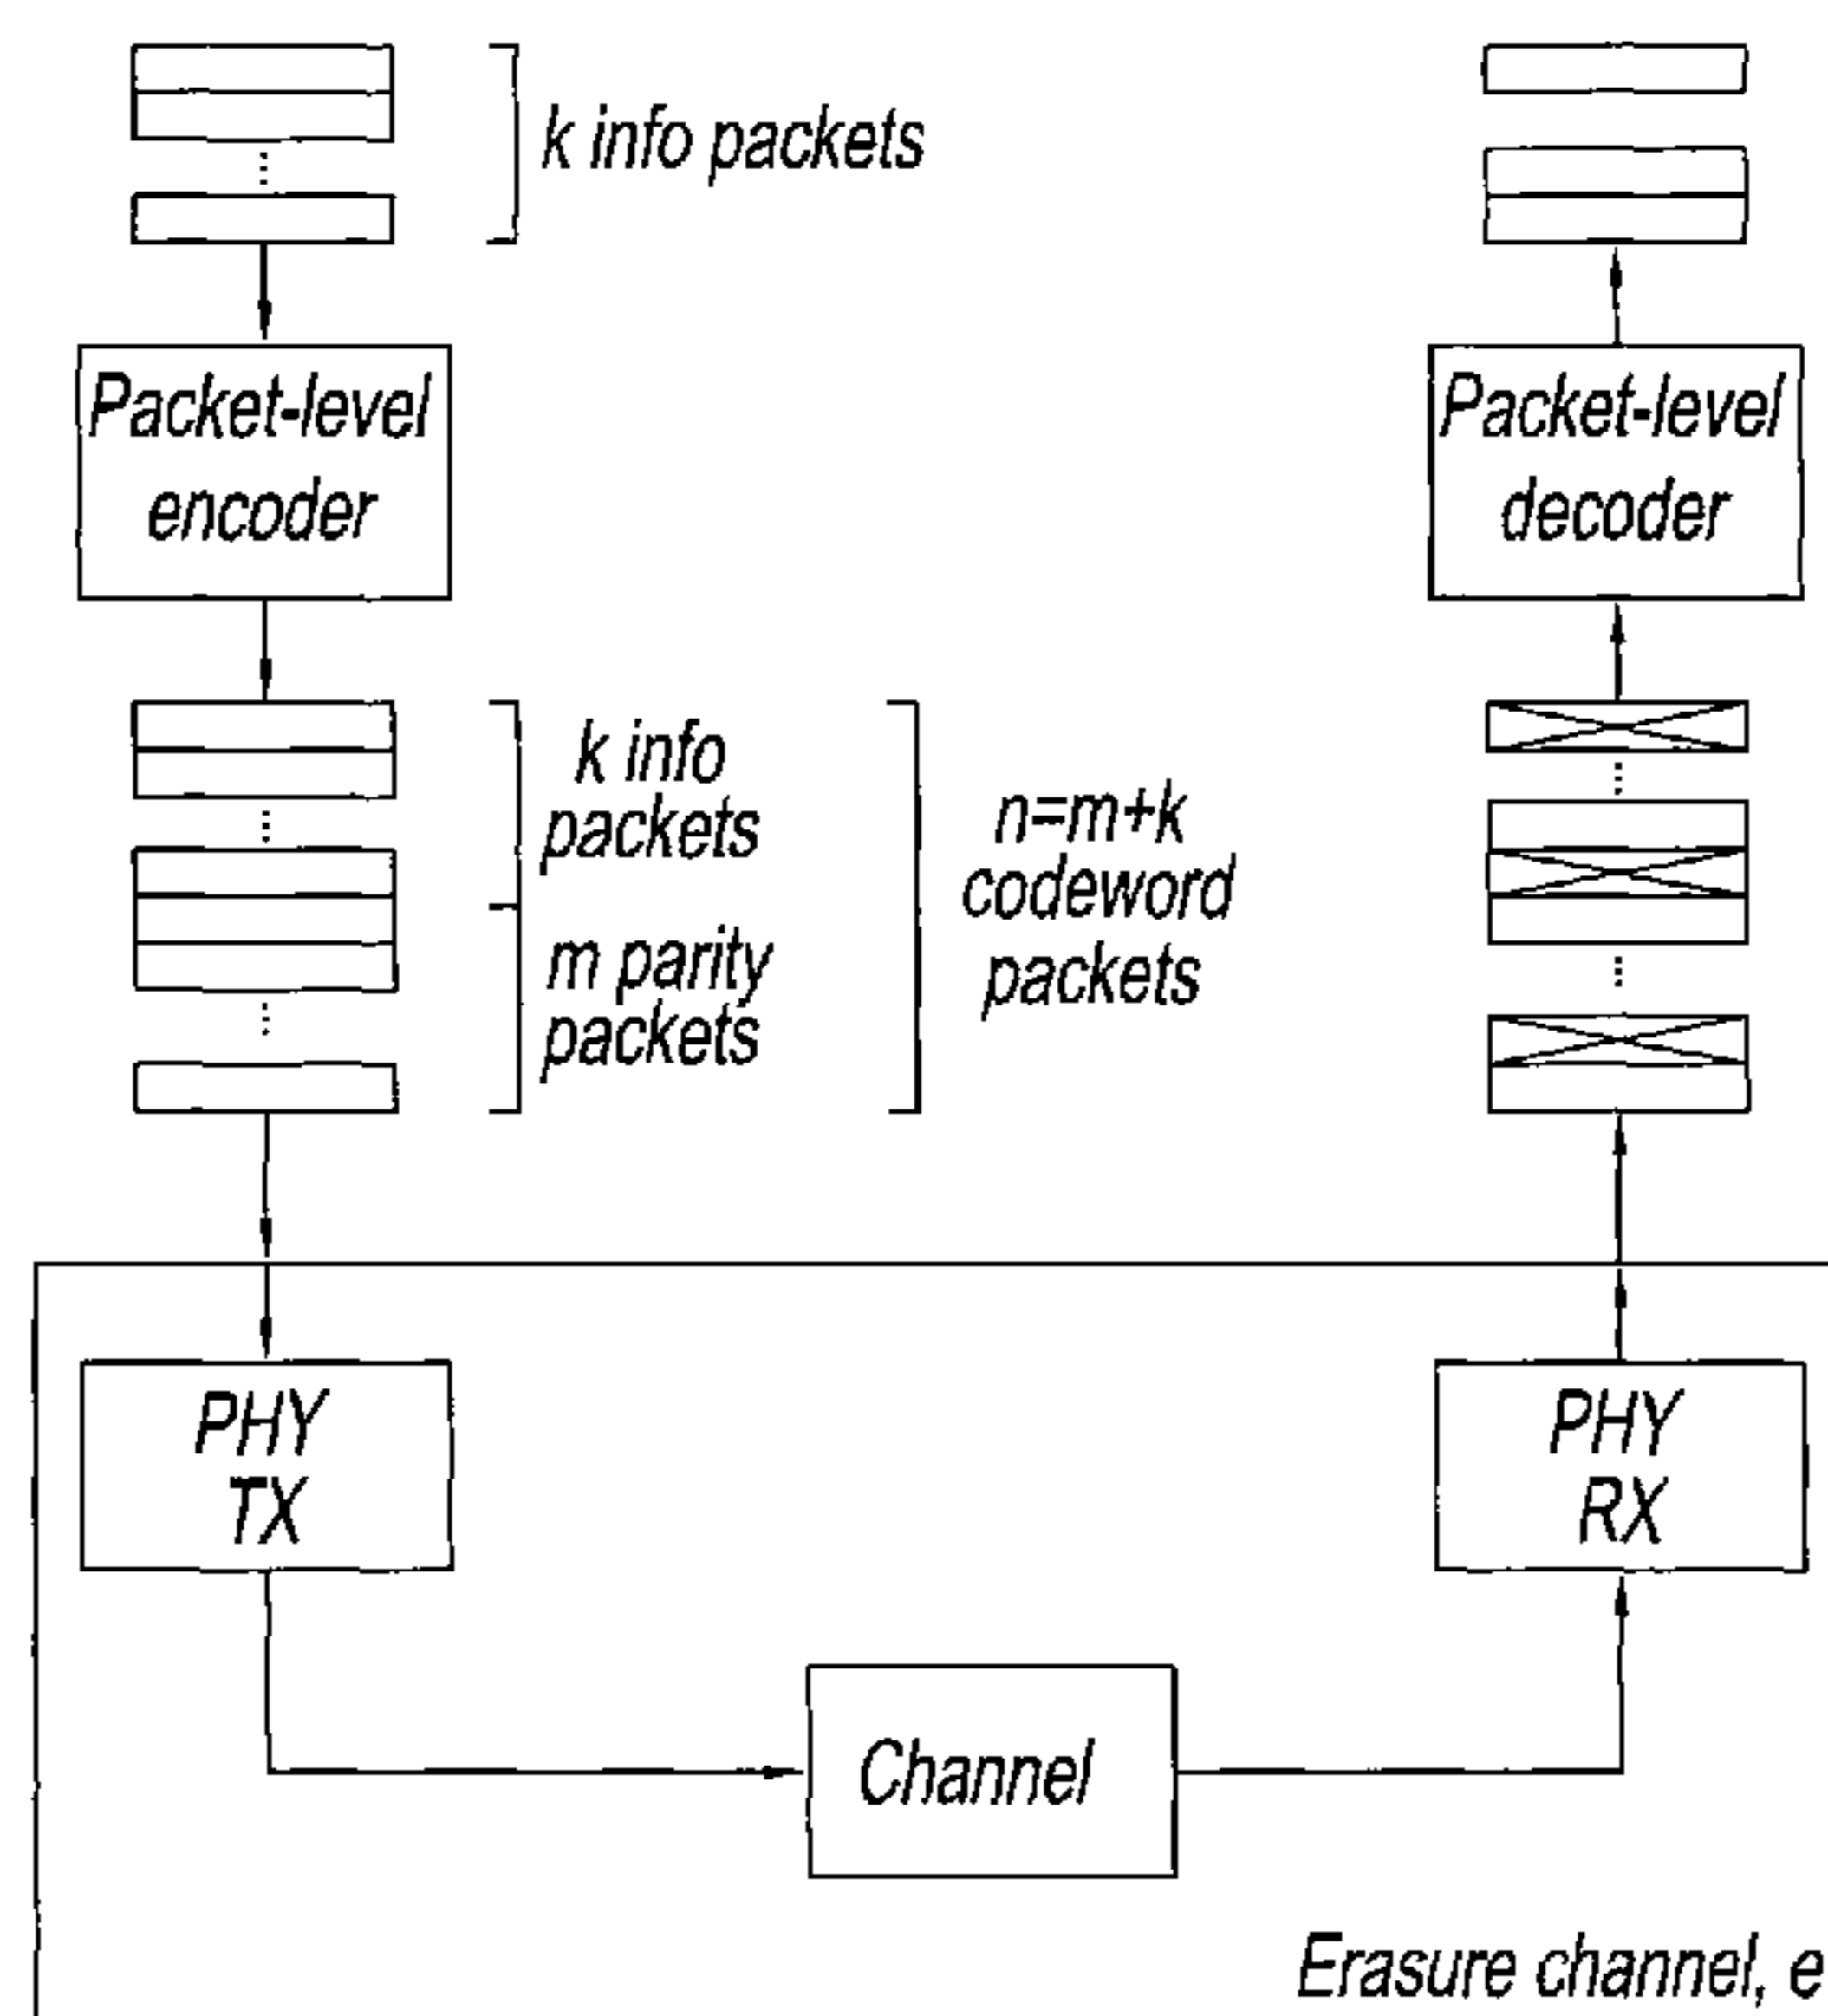 k info packets
Packet-level
encoder
Packet-level
decoder
k info
packets
m parity
packets
n=m+k
codeword
packets
PHY
TX
PHY
RX
Channel
Erasure channel, e